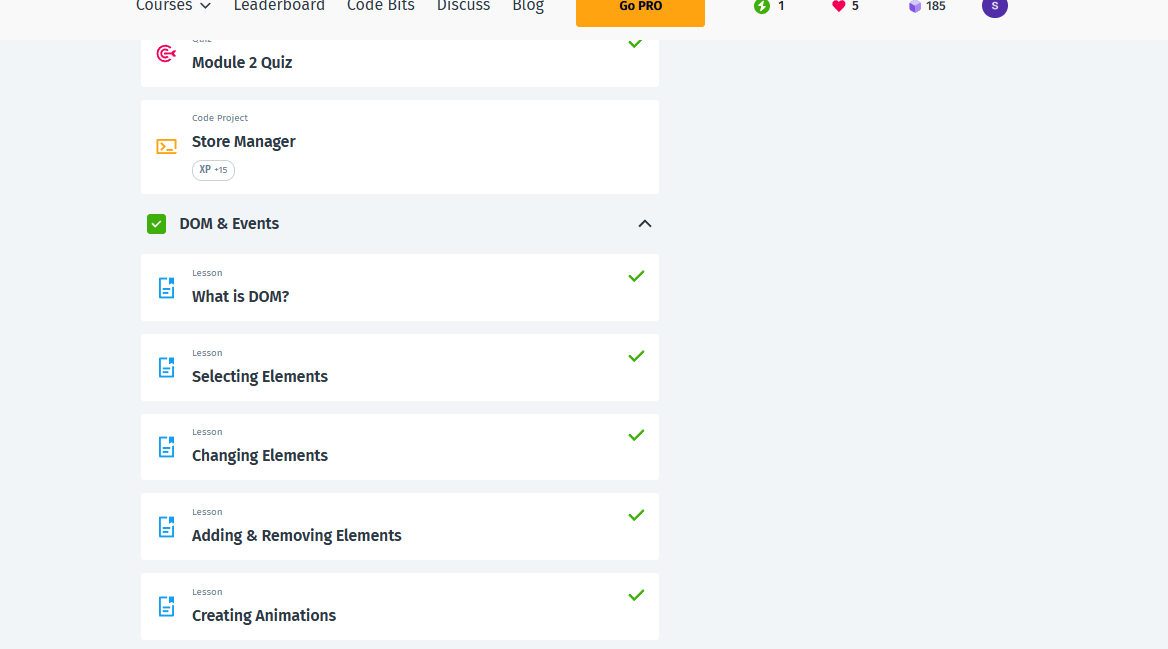 Courses Leaderboard Code Bits Discuss Blog Go PRO 1 5 185 S
Quiz
Module 2 Quiz
Code Project
Store Manager
XP +15
DOM & Events
Lesson
What is DOM?
Lesson
Selecting Elements
Lesson
Changing Elements
Lesson
Adding & Removing Elements
Lesson
Creating Animations